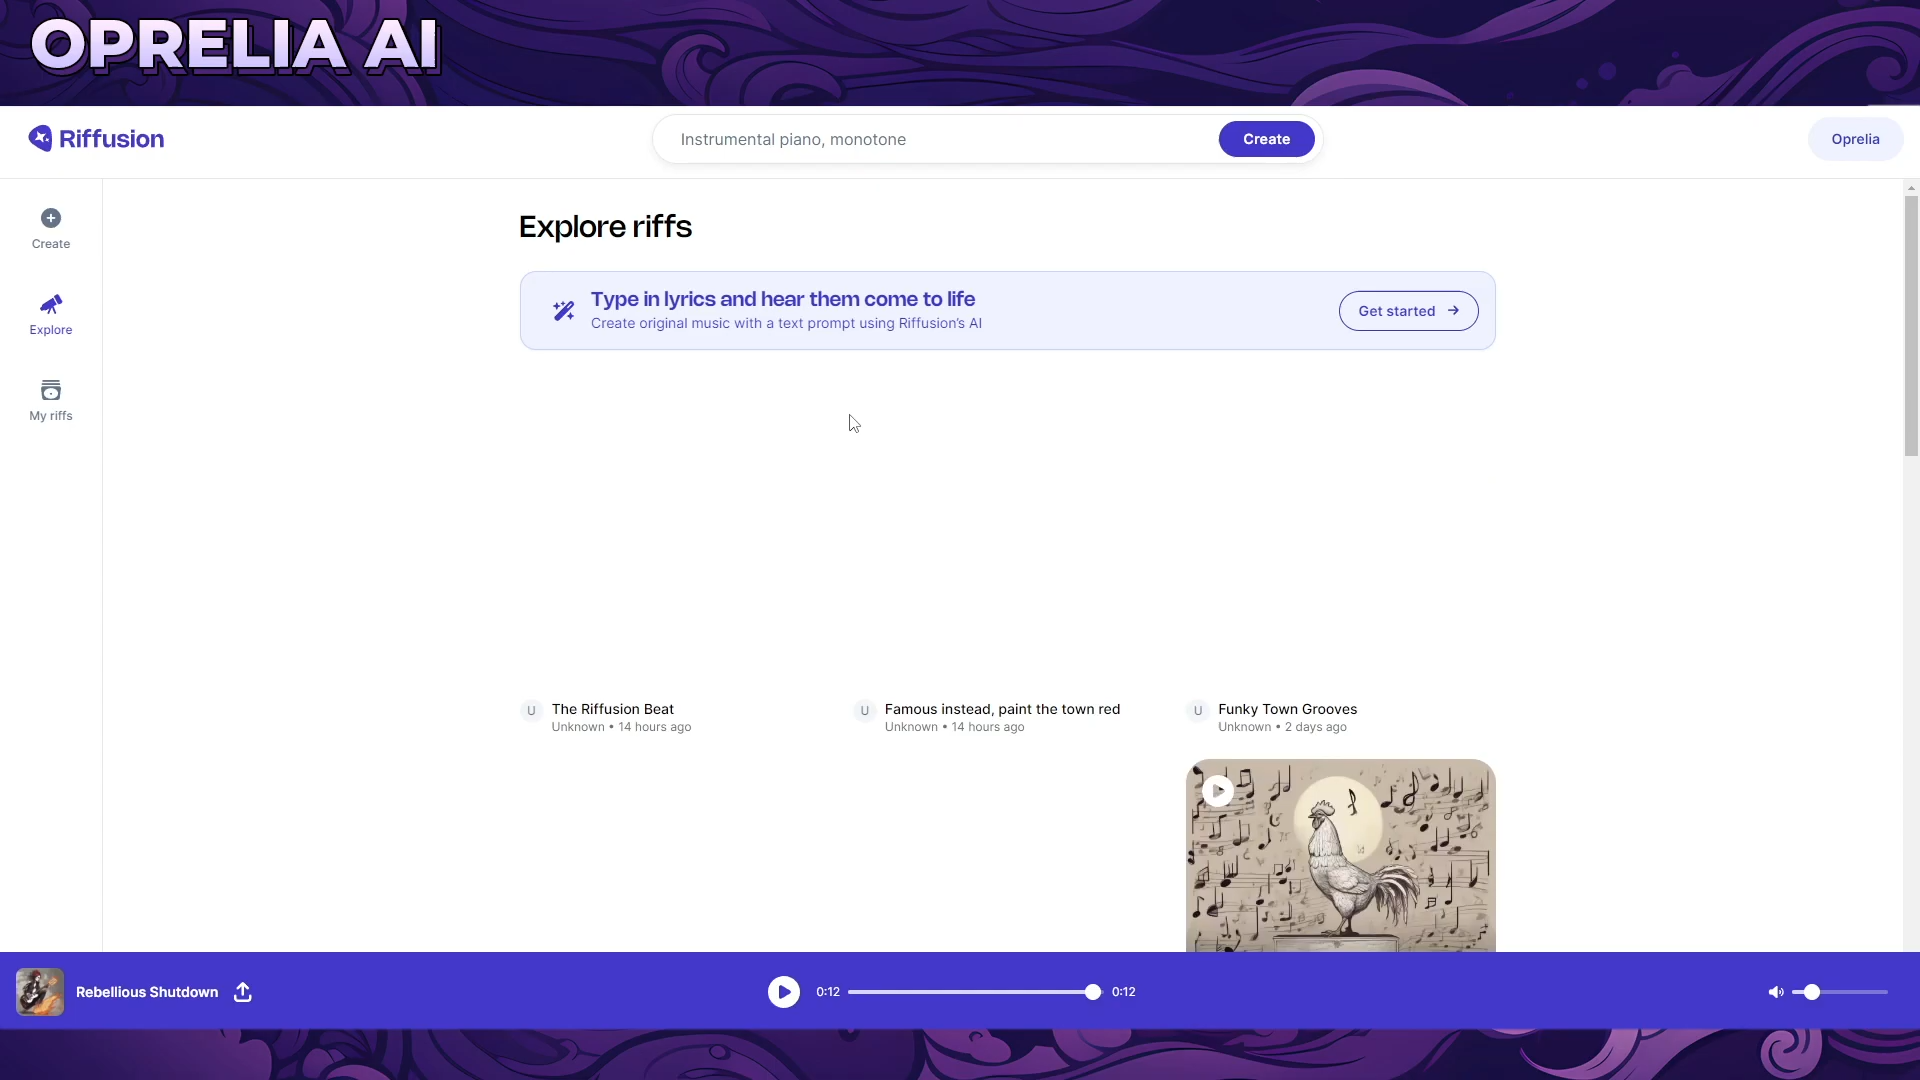 OPRELIA AI
Riffusion
Instrumental piano, monotone
Create
Oprelia
Create
Explore
My riffs
Explore riffs
Type in lyrics and hear them come to life
Create original music with a text prompt using Riffusion's AI
Get started
U
The Riffusion Beat
Unknown • 14 hours ago
U
Famous instead, paint the town red
Unknown • 14 hours ago
U
Funky Town Grooves
Unknown • 2 days ago
Rebellious Shutdown
0:12
0:12